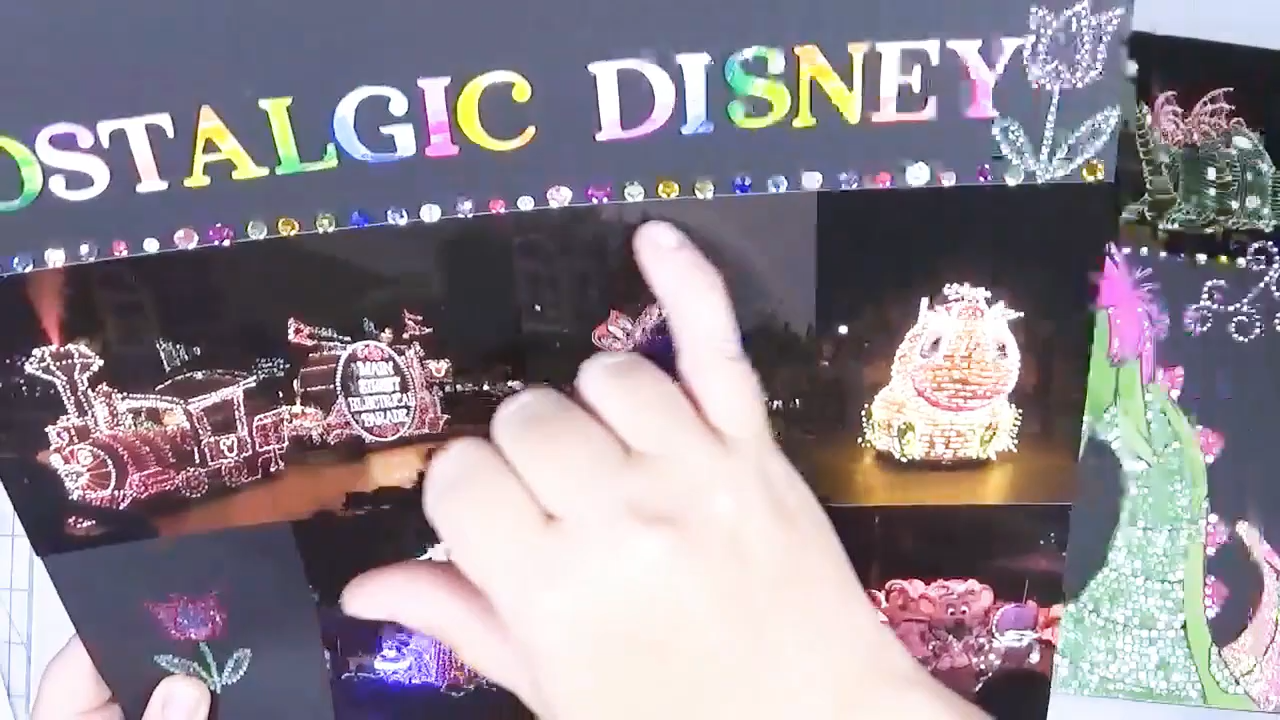 OSTALGIC DISNEY
MAIN
STREET
ELECTRICAL
PARADE